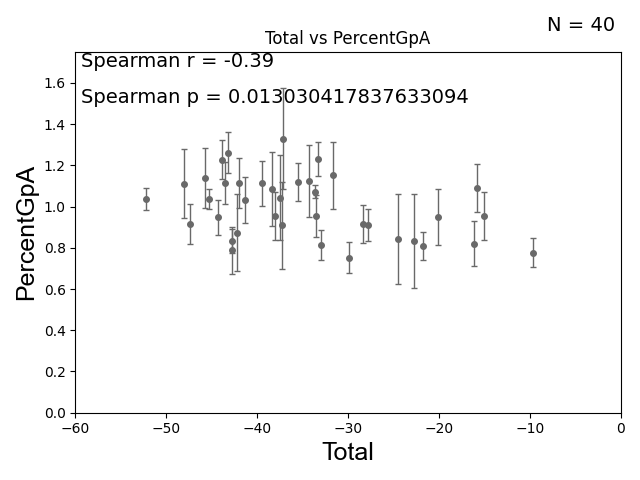 N = 40
Total vs PercentGpA
Spearman r = -0.39
Spearman p = 0.013030417837633094
1.6
1.4
1.2
1.0
0.8
0.6
0.4
0.2
0.0
PercentGpA
−60 −50 −40 −30 −20 −10 0
Total